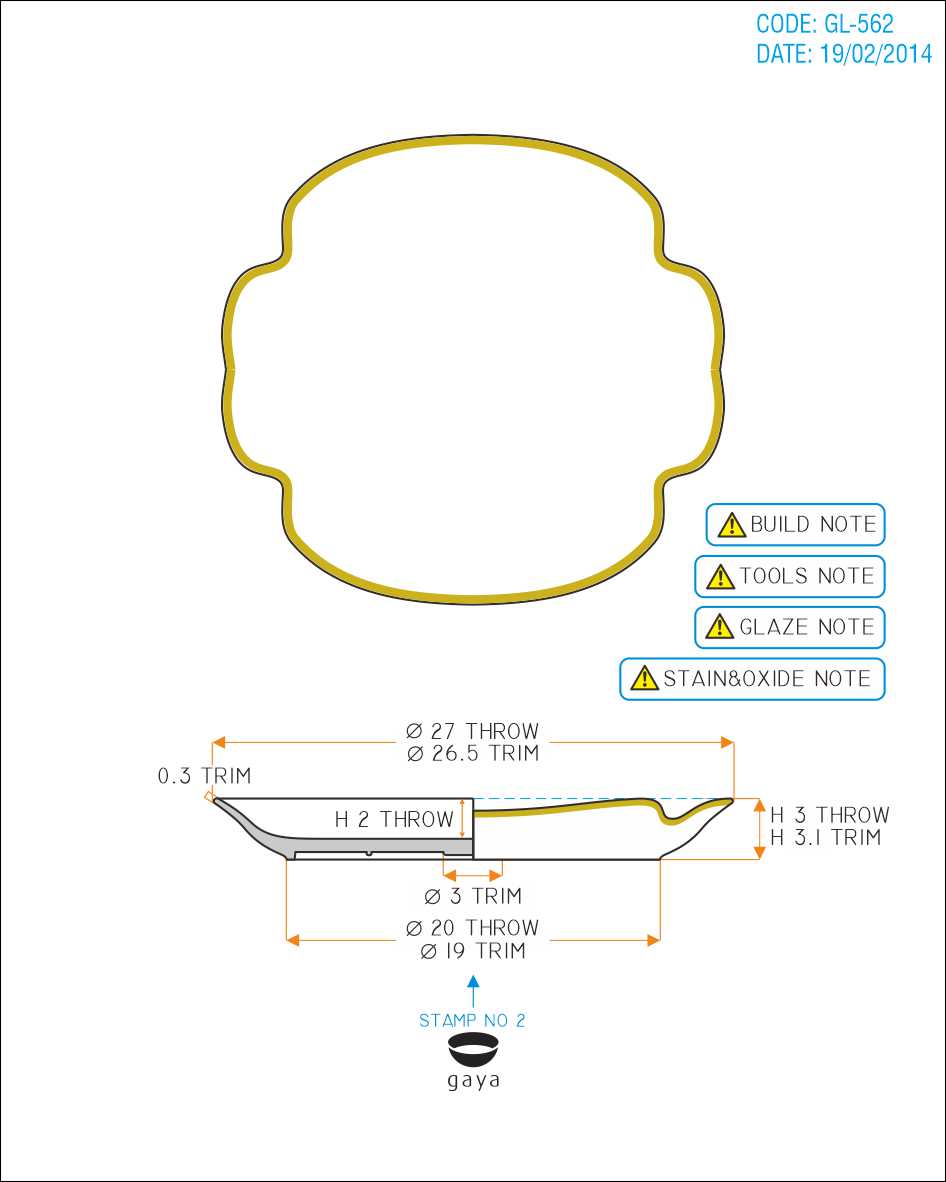 CODE: GL-562
DATE: 19/02/2014
BUILD NOTE
TOOLS NOTE
GLAZE NOTE
STAIN&OXIDE NOTE
Ø 27 THROW
Ø 26.5 TRIM
0.3 TRIM
H 2 THROW
H 3 THROW
H 3.1 TRIM
Ø 3 TRIM
Ø 20 THROW
Ø 19 TRIM
STAMP NO 2
gaya